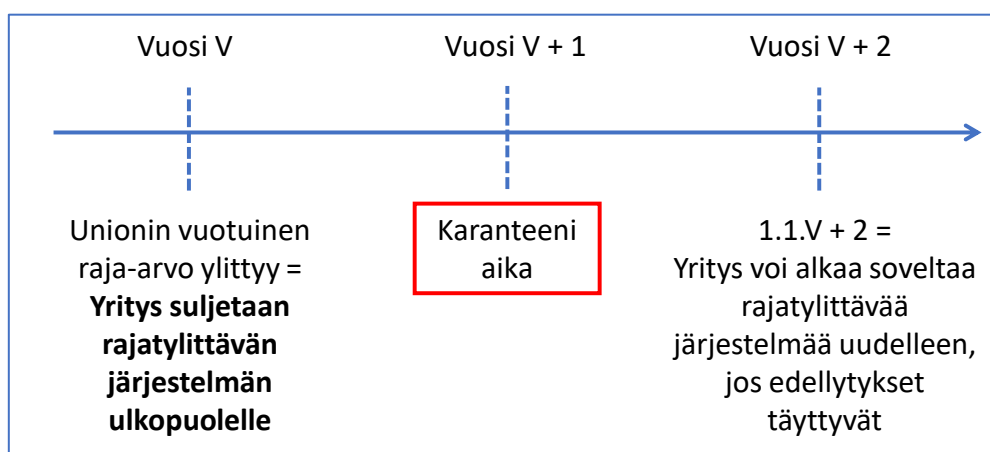 Vuosi V
Vuosi V + 1
Vuosi V + 2
Unionin vuotuinen
raja-arvo ylittyy =
Yritys suljetaan
rajatylittävän
järjestelmän
ulkopuolelle
Karanteeni
aika
1.1.V + 2 =
Yritys voi alkaa soveltaa
rajatylittävää
järjestelmää uudelleen,
jos edellytykset
täyttyvät